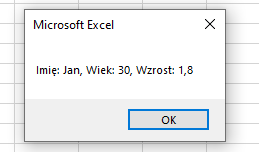 Microsoft Excel
Imię: Jan, Wiek: 30, Wzrost: 1,8
OK